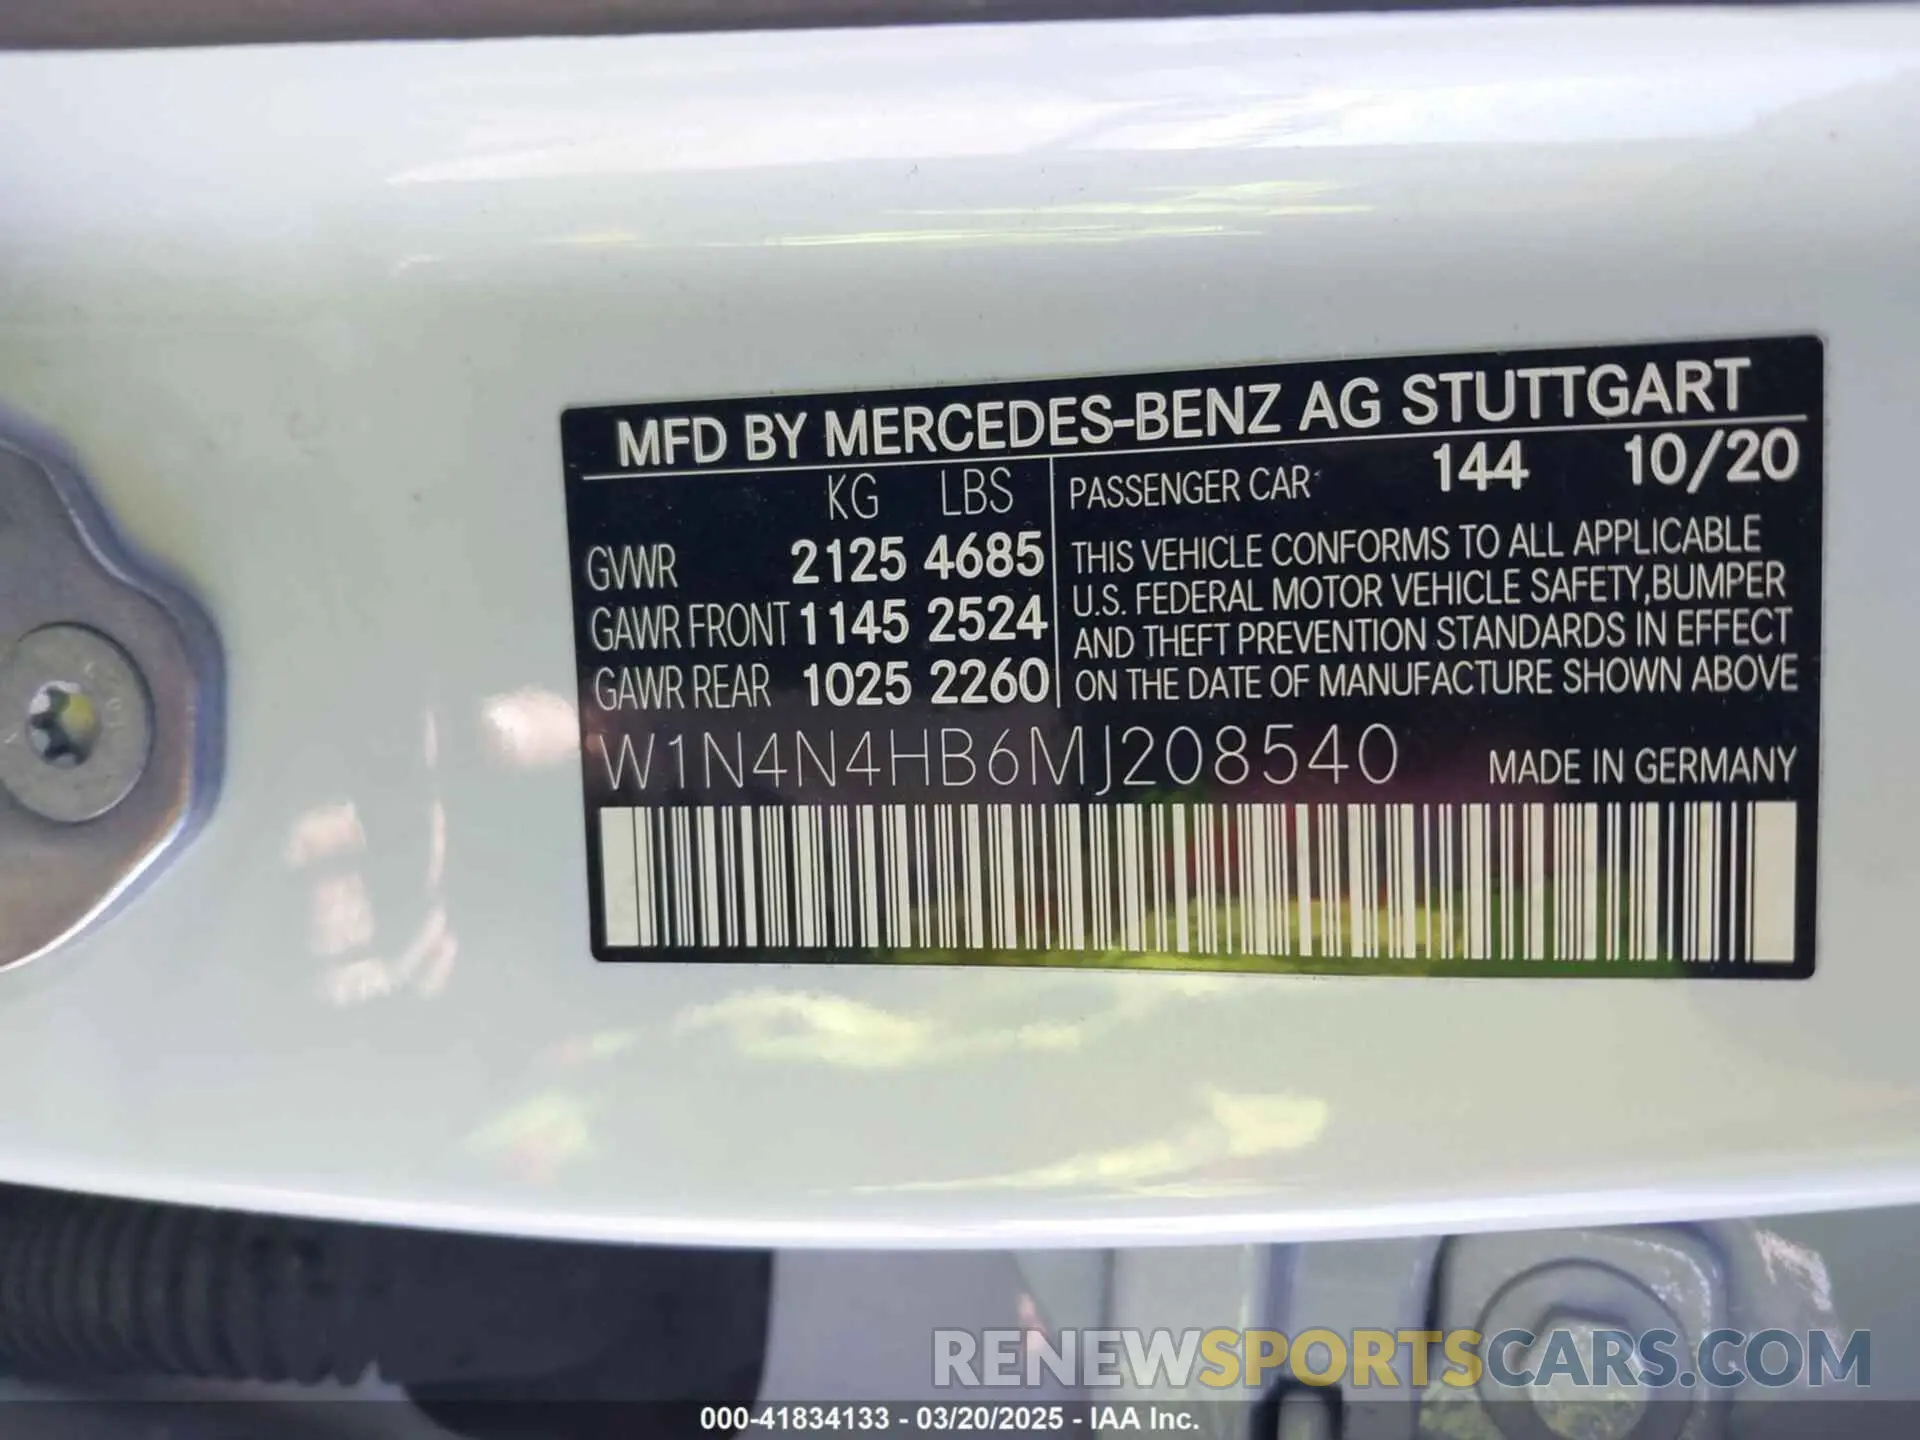 MFD BY MERCEDES-BENZ AG STUTTGART
KG LBS
GVWR 2125 4685
GAWR FRONT 1145 2524
GAWR REAR 1025 2260
PASSENGER CAR 144 10/20
THIS VEHICLE CONFORMS TO ALL APPLICABLE
U.S. FEDERAL MOTOR VEHICLE SAFETY,BUMPER
AND THEFT PREVENTION STANDARDS IN EFFECT
ON THE DATE OF MANUFACTURE SHOWN ABOVE
W1N4N4HB6MJ208540 MADE IN GERMANY
RENEWSPORTSCARS.COM
000-41834133 - 03/20/2025 - IAA Inc.